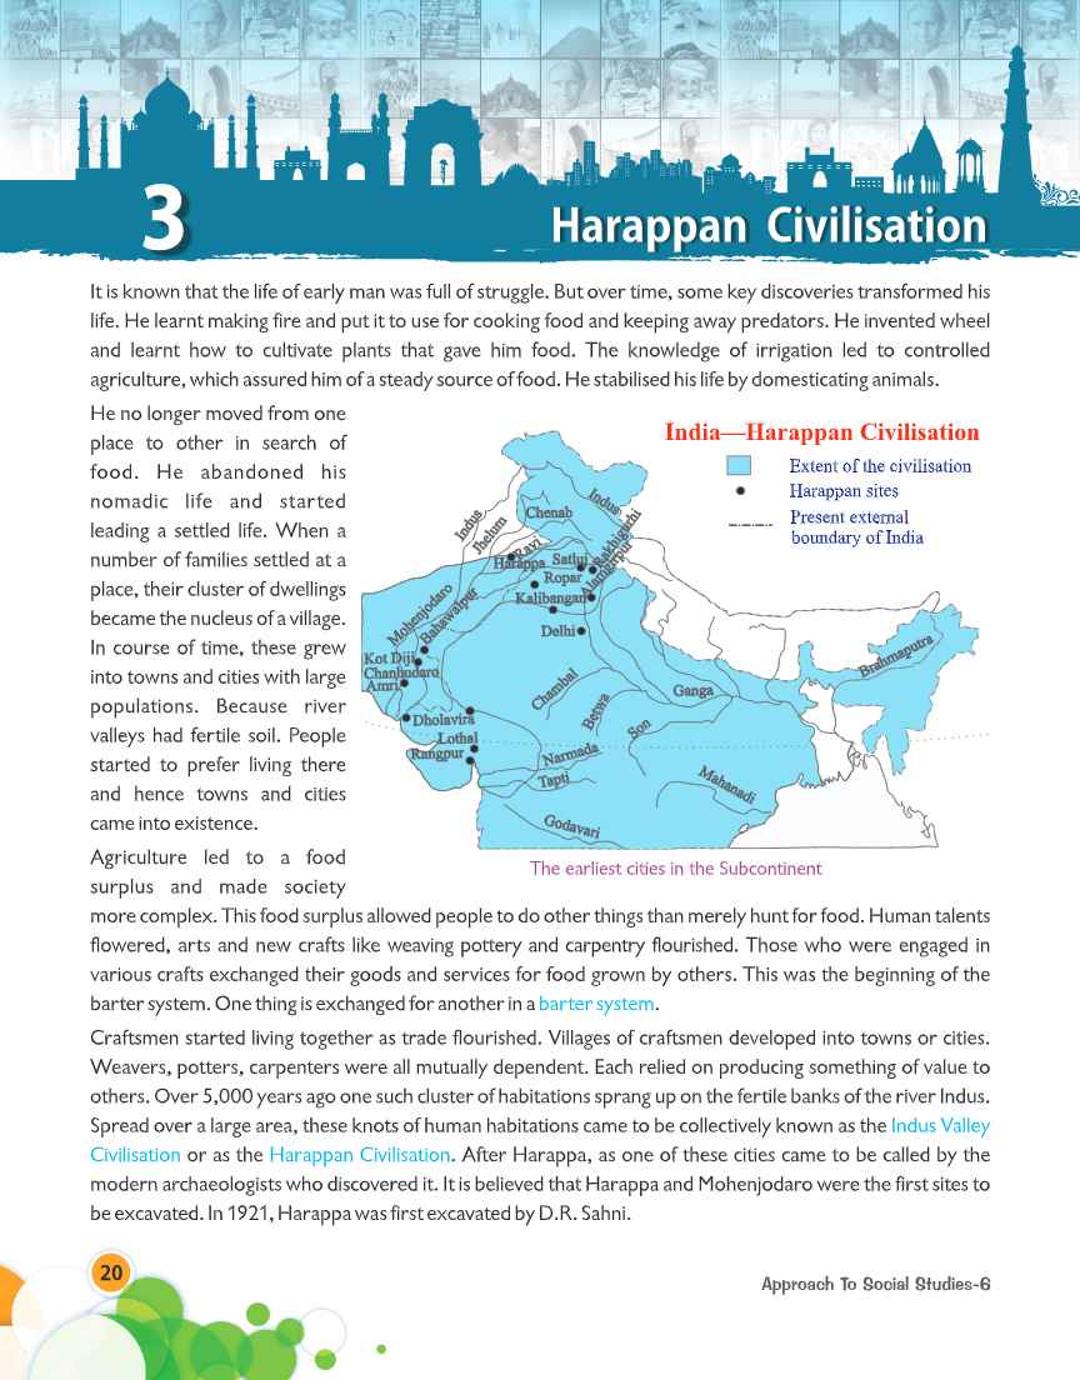 3
Harappan Civilisation
It is known that the life of early man was full of struggle. But over time, some key discoveries transformed his
life. He learnt making fire and put it to use for cooking food and keeping away predators. He invented wheel
and learnt how to cultivate plants that gave him food. The knowledge of irrigation led to controlled
agriculture, which assured him of a steady source of food. He stabilised his life by domesticating animals.
He no longer moved from one
place to other in search of
food. He abandoned his
nomadic life and started
leading a settled life. When a
number of families settled at a
place, their cluster of dwellings
became the nucleus of a village.
In course of time, these grew
into towns and cities with large
populations. Because river
valleys had fertile soil. People
started to prefer living there
and hence towns and cities
came into existence.
India—Harappan Civilisation
Extent of the civilisation
Harappan sites
Present external
boundary of India
Indus
Jhelum
Chenab
Indus
Ravi
Harappa
Satluj
Rakhigarhi
Ropar
Alamgirpur
Kalibangan
Mohenjodaro
Bahawalpur
Delhi
Kot Diji
Chanhudaro
Amri
Dholavira
Lothal
Rangpur
Chambal
Betwa
Son
Ganga
Brahmaputra
Narmada
Tapti
Mahanadi
Godavari
The earliest cities in the Subcontinent
Agriculture led to a food
surplus and made society
more complex. This food surplus allowed people to do other things than merely hunt for food. Human talents
flowered, arts and new crafts like weaving pottery and carpentry flourished. Those who were engaged in
various crafts exchanged their goods and services for food grown by others. This was the beginning of the
barter system. One thing is exchanged for another in a barter system.
Craftsmen started living together as trade flourished. Villages of craftsmen developed into towns or cities.
Weavers, potters, carpenters were all mutually dependent. Each relied on producing something of value to
others. Over 5,000 years ago one such cluster of habitations sprang up on the fertile banks of the river Indus.
Spread over a large area, these knots of human habitations came to be collectively known as the Indus Valley
Civilisation or as the Harappan Civilisation. After Harappa, as one of these cities came to be called by the
modern archaeologists who discovered it. It is believed that Harappa and Mohenjodaro were the first sites to
be excavated. In 1921, Harappa was first excavated by D.R. Sahni.
20
Approach To Social Studies-6